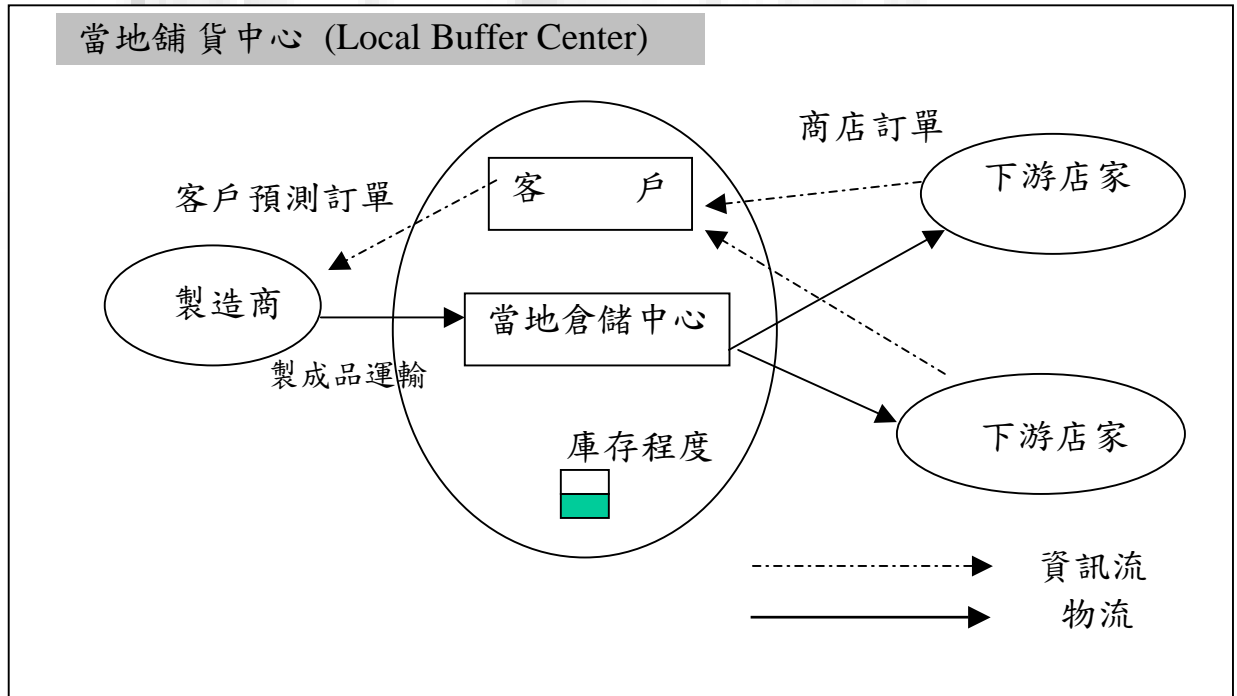 當地舖貨中心 (Local Buffer Center)
商店訂單
客戶預測訂單
客 戶
下游店家
製造商
當地倉儲中心
製成品運輸
庫存程度
下游店家
資訊流
物流